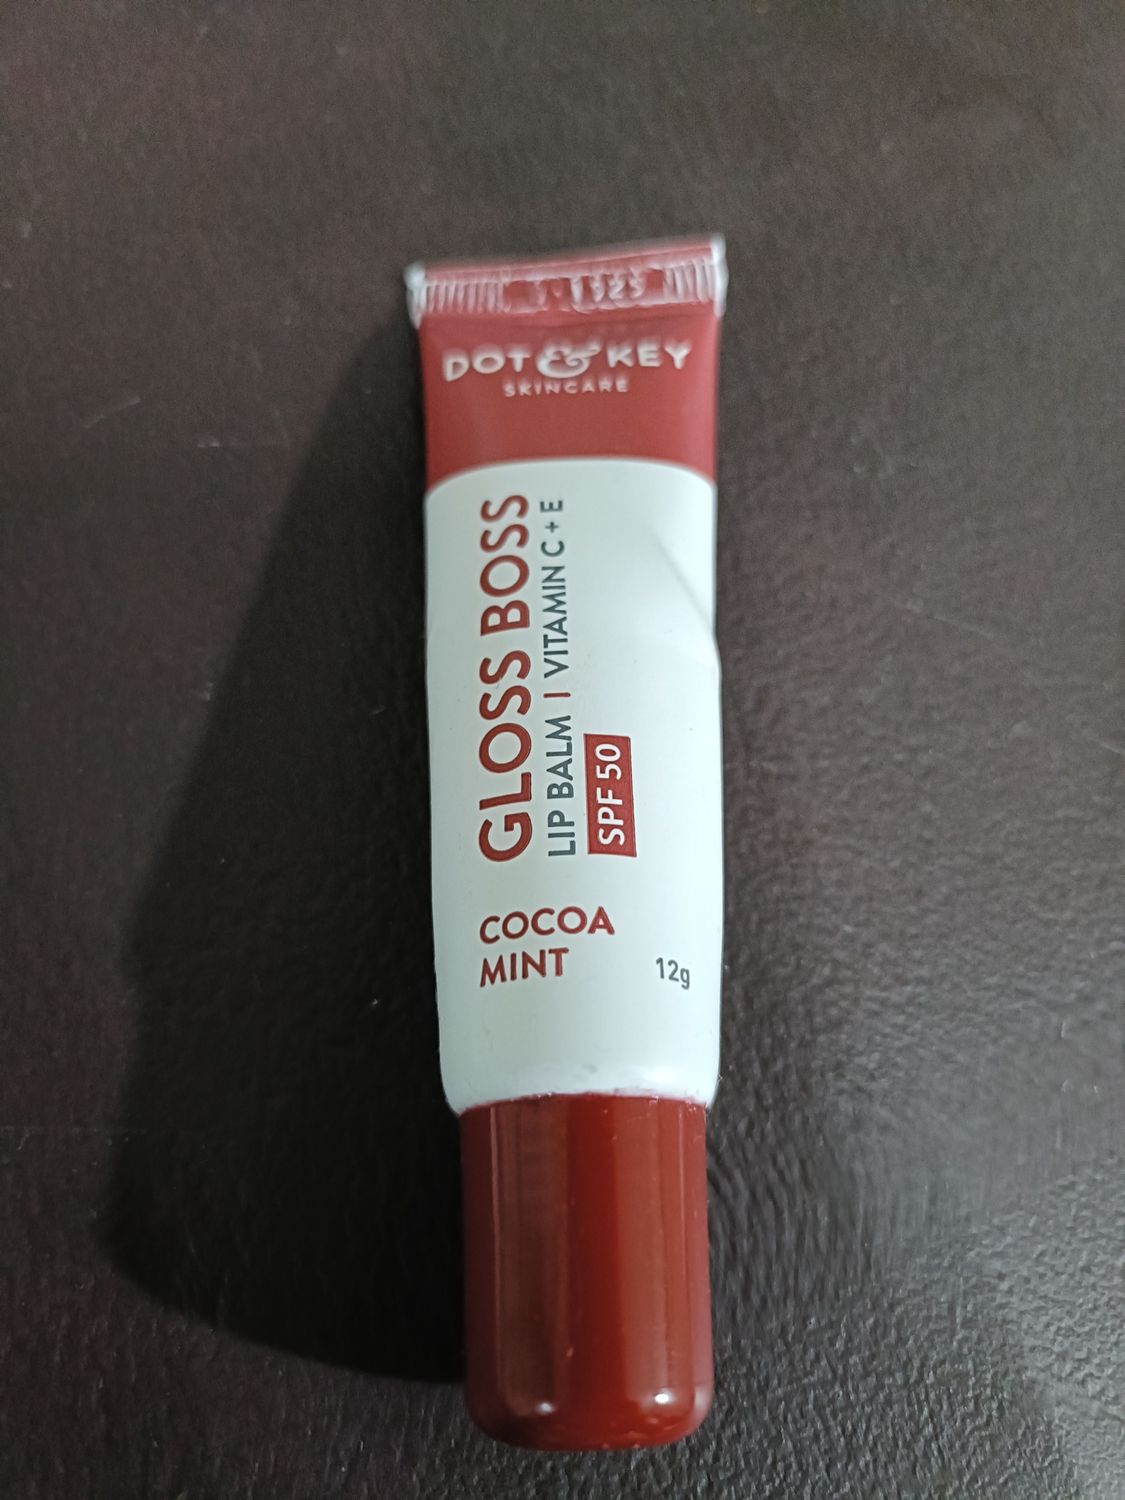 DOT & KEY
SKINCARE
GLOSS BOSS
LIP BALM | VITAMIN C + E
SPF 50
COCOA
MINT
12g